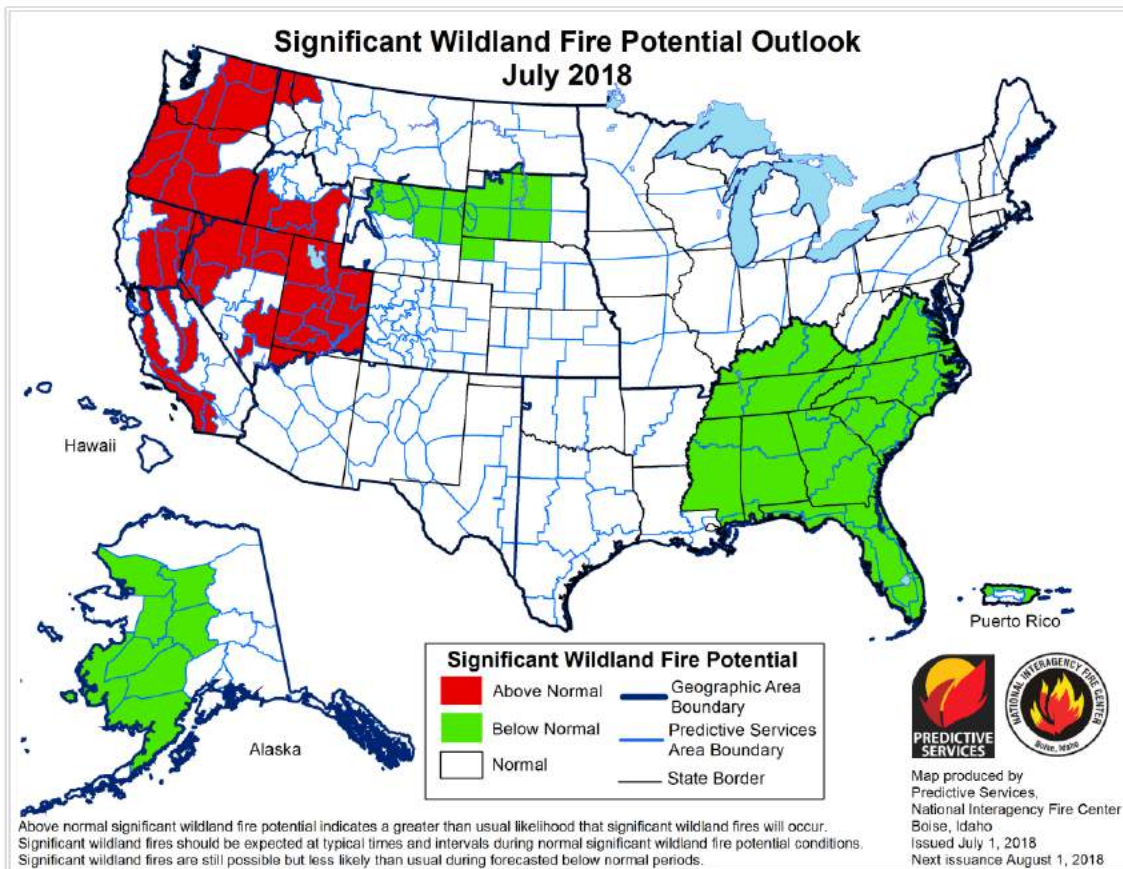 Significant Wildland Fire Potential Outlook
July 2018
Hawaii
Alaska
Puerto Rico
Significant Wildland Fire Potential
Above Normal
Below Normal
Normal
Geographic Area
Boundary
Predictive Services
Area Boundary
State Border
PREDICTIVE
SERVICES
NATIONAL INTERAGENCY FIRE CENTER
Boise, Idaho
Map produced by
Predictive Services,
National Interagency Fire Center
Boise, Idaho
Issued July 1, 2018
Next issuance August 1, 2018
Above normal significant wildland fire potential indicates a greater than usual likelihood that significant wildland fires will occur.
Significant wildland fires should be expected at typical times and intervals during normal significant wildland fire potential conditions.
Significant wildland fires are still possible but less likely than usual during forecasted below normal periods.